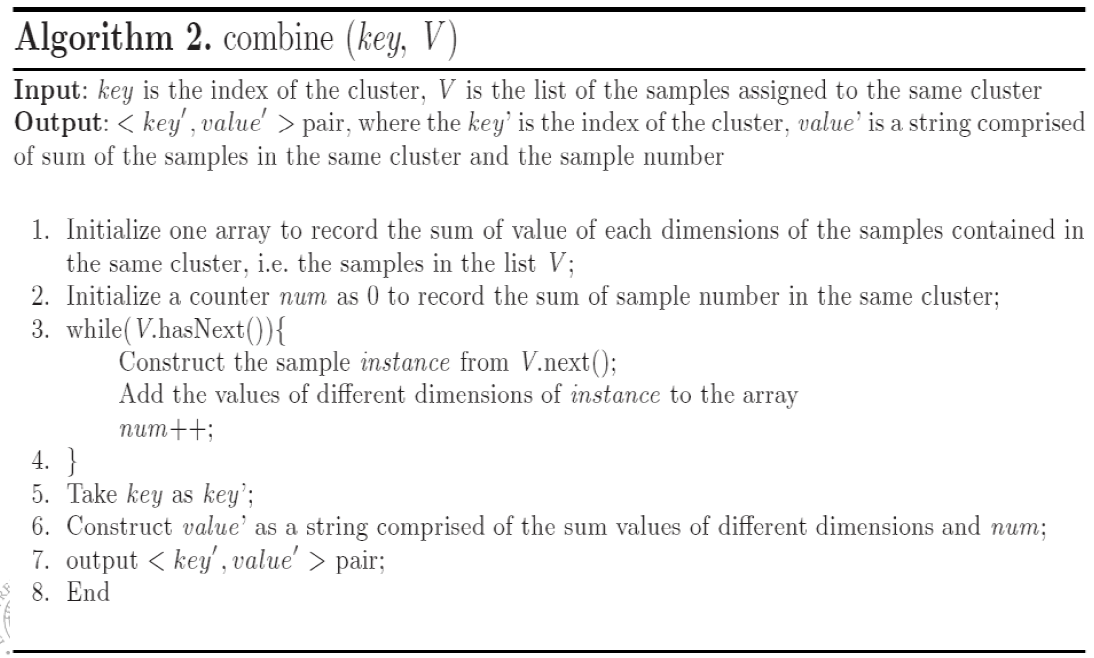 Algorithm 2. combine (key, V)
Input: key is the index of the cluster, V is the list of the samples assigned to the same cluster
Output: < key′, value′ > pair, where the key’ is the index of the cluster, value’ is a string comprised
of sum of the samples in the same cluster and the sample number
1. Initialize one array to record the sum of value of each dimensions of the samples contained in
the same cluster, i.e. the samples in the list V;
2. Initialize a counter num as 0 to record the sum of sample number in the same cluster;
3. while(V.hasNext()){
Construct the sample instance from V.next();
Add the values of different dimensions of instance to the array
num++;
4. }
5. Take key as key’;
6. Construct value’ as a string comprised of the sum values of different dimensions and num;
7. output < key′, value′ > pair;
8. End